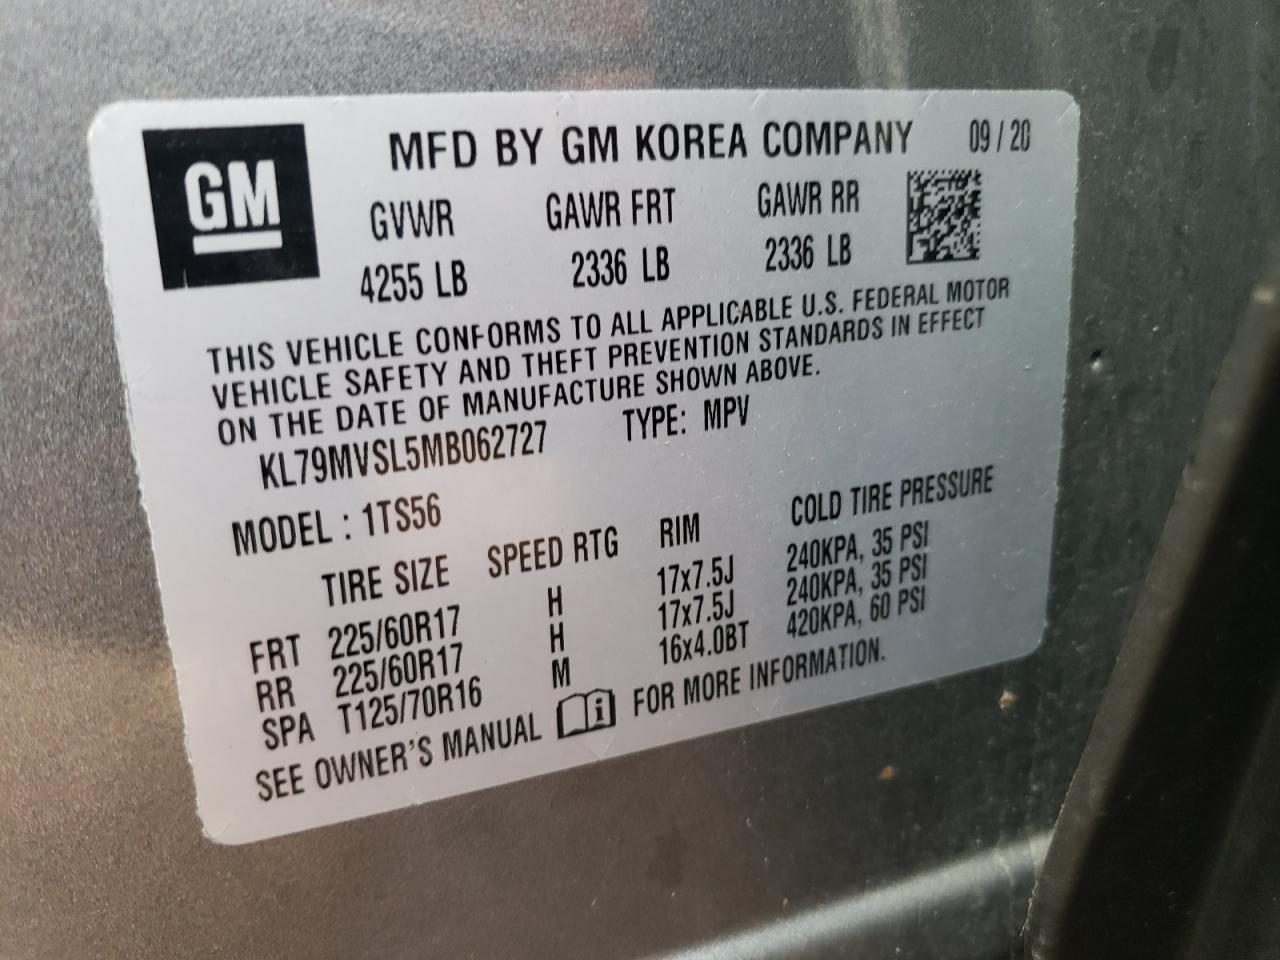 GM
MFD BY GM KOREA COMPANY 09 / 20
GVWR GAWR FRT GAWR RR
4255 LB 2336 LB 2336 LB
THIS VEHICLE CONFORMS TO ALL APPLICABLE U.S. FEDERAL MOTOR
VEHICLE SAFETY AND THEFT PREVENTION STANDARDS IN EFFECT
ON THE DATE OF MANUFACTURE SHOWN ABOVE.
KL79MVSL5MB062727 TYPE: MPV
MODEL : 1TS56
TIRE SIZE SPEED RTG RIM COLD TIRE PRESSURE
FRT 225/60R17 H 17x7.5J 240KPA, 35 PSI
RR 225/60R17 H 17x7.5J 240KPA, 35 PSI
SPA T125/70R16 M 16x4.0BT 420KPA, 60 PSI
SEE OWNER'S MANUAL i FOR MORE INFORMATION.